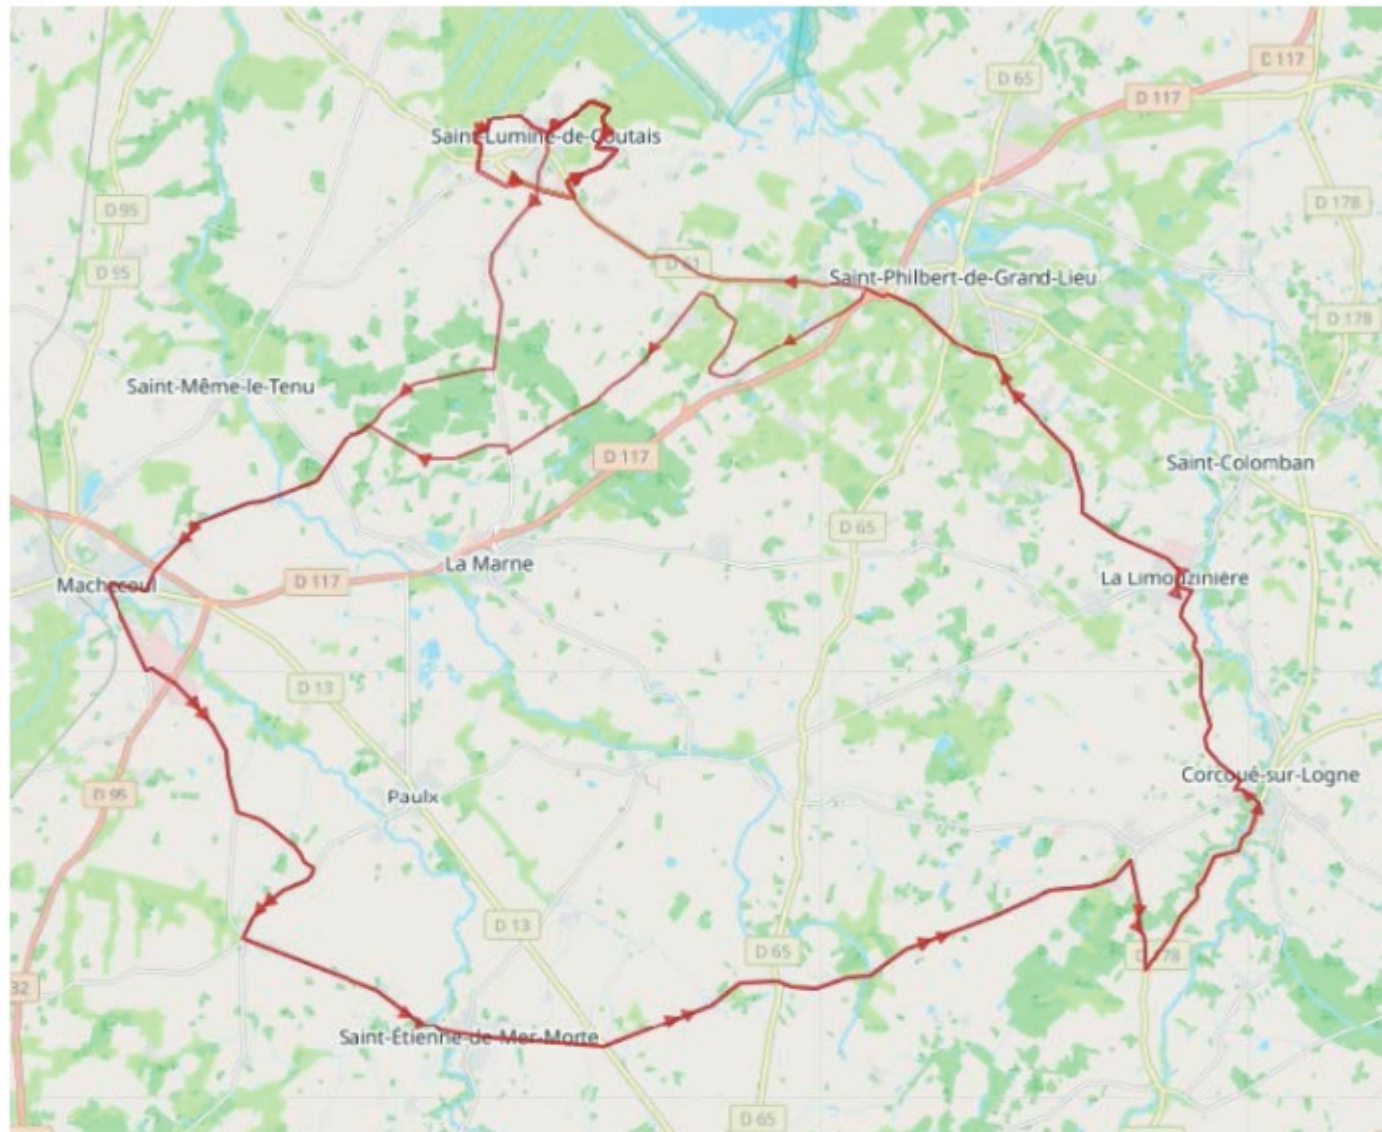 D 117
D 65
D 117
Saint-Lumine-de-Coutais
D 178
D 95
D 61
D 95
Saint-Philbert-de-Grand-Lieu
D 178
Saint-Même-le-Tenu
D 117
Saint-Colomban
D 65
La Marne
Machecoul
D 117
La Limouzinière
D 13
Corcoué-sur-Logne
D 95
Paulx
D 13
D 65
D 178
32
Saint-Étienne-de-Mer-Morte
D 65